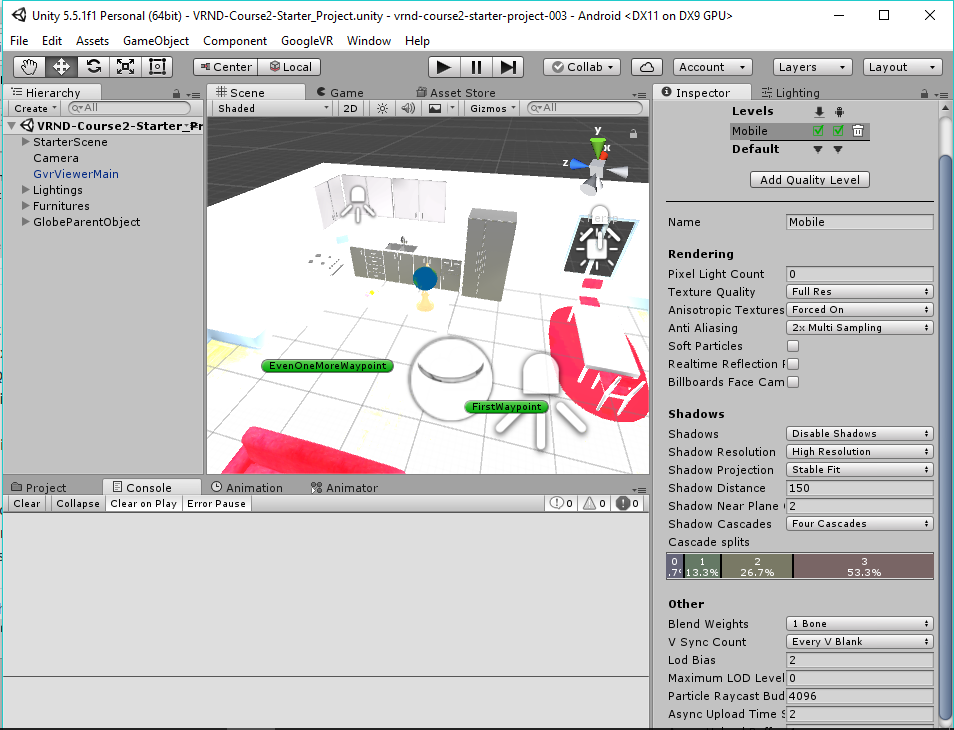 Unity 5.5.1f1 Personal (64bit) - VRND-Course2-Starter_Project.unity - vrnd-course2-starter-project-003 - Android <DX11 on DX9 GPU>
File Edit Assets GameObject Component GoogleVR Window Help
Center Local Collab Account Layers Layout
Hierarchy
Create All
VRND-Course2-Starter_Pr
StarterScene
Camera
GvrViewerMain
Lightings
Furnitures
GlobeParentObject
Scene Game Asset Store
Shaded 2D Gizmos All
y
x
z
EvenOneMoreWaypoint
FirstWaypoint
Project Console Animation Animator
Clear Collapse Clear on Play Error Pause 0 0 0
Inspector Lighting
Levels
Mobile
Default
Add Quality Level
Name Mobile
Rendering
Pixel Light Count 0
Texture Quality Full Res
Anisotropic Textures Forced On
Anti Aliasing 2x Multi Sampling
Soft Particles
Realtime Reflection
Billboards Face Cam
Shadows
Shadows Disable Shadows
Shadow Resolution High Resolution
Shadow Projection Stable Fit
Shadow Distance 150
Shadow Near Plane 2
Shadow Cascades Four Cascades
Cascade splits
0 1 2 3
.7% 13.3% 26.7% 53.3%
Other
Blend Weights 1 Bone
V Sync Count Every V Blank
Lod Bias 2
Maximum LOD Level 0
Particle Raycast Bud 4096
Async Upload Time S 2